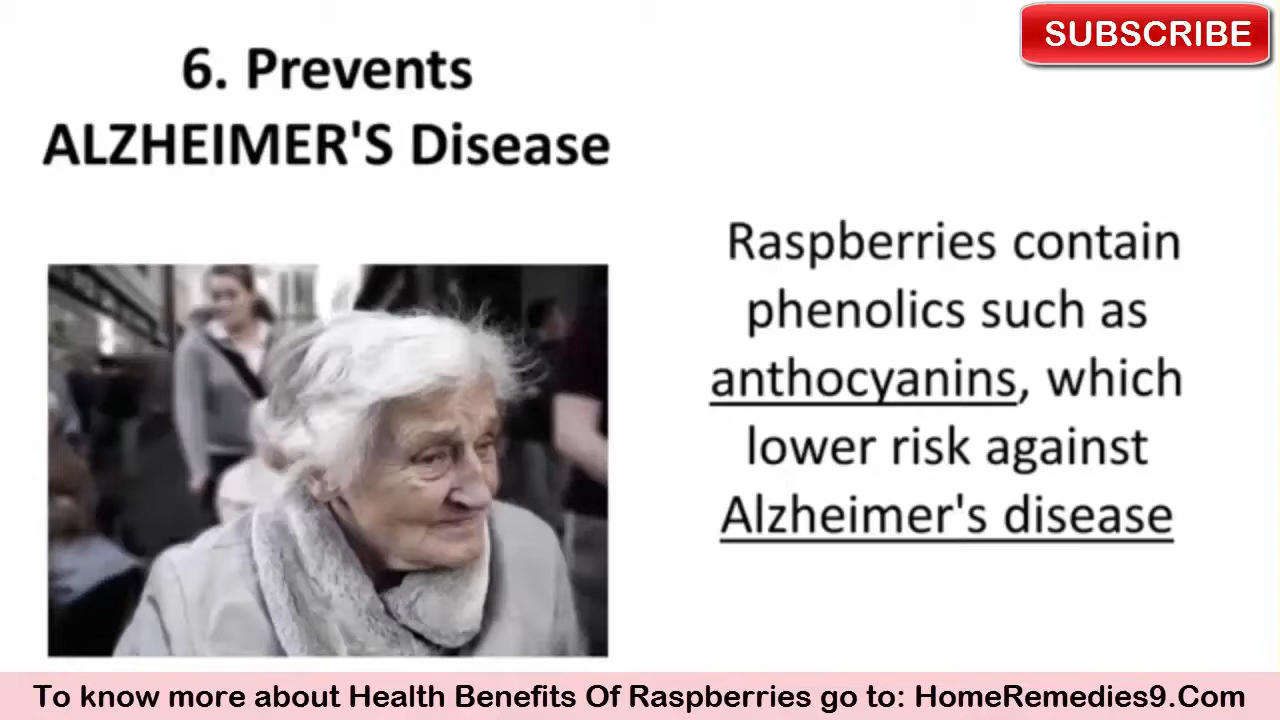 SUBSCRIBE
6. Prevents
ALZHEIMER'S Disease
Raspberries contain
phenolics such as
anthocyanins, which
lower risk against
Alzheimer's disease
To know more about Health Benefits Of Raspberries go to: HomeRemedies9.Com